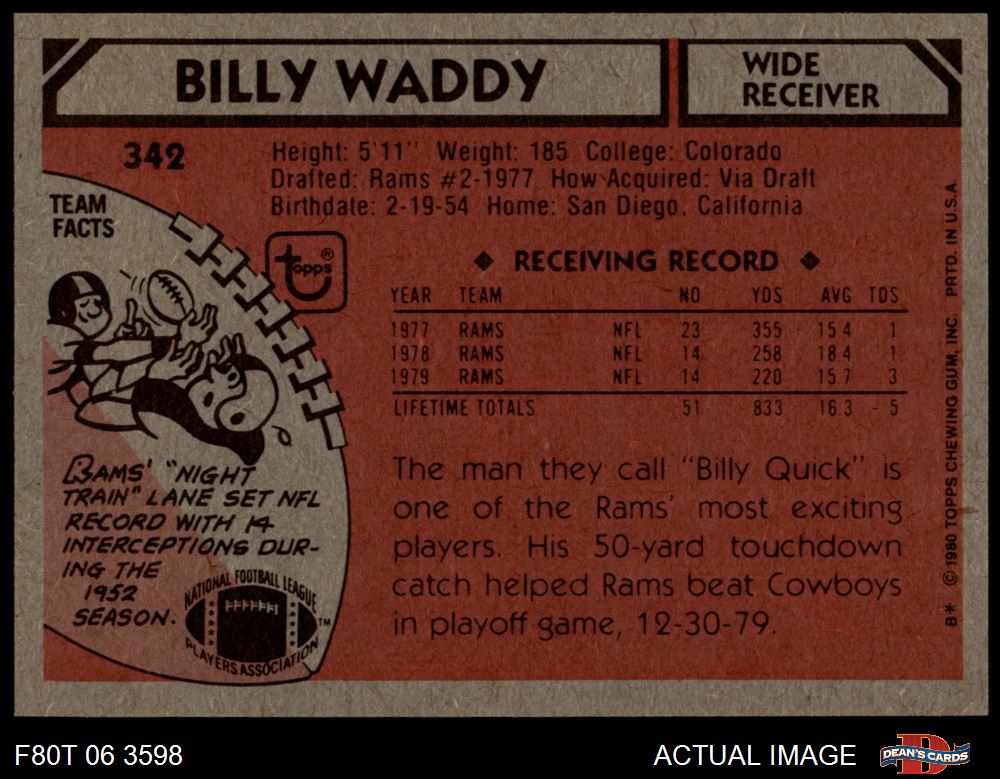 BILLY WADDY
WIDE
RECEIVER
342
Height: 5'11" Weight: 185 College: Colorado
Drafted: Rams #2-1977 How Acquired: Via Draft
Birthdate: 2-19-54 Home: San Diego, California
TEAM
FACTS
topps®
◆ RECEIVING RECORD ◆
YEAR TEAM NO YDS AVG TDS
1977 RAMS NFL 23 355 15.4 1
1978 RAMS NFL 14 258 18.4 1
1979 RAMS NFL 14 220 15.7 3
LIFETIME TOTALS 51 833 16.3 5
RAMS' "NIGHT
TRAIN" LANE SET NFL
RECORD WITH 14
INTERCEPTIONS DUR-
ING THE
1952
SEASON.
NATIONAL FOOTBALL LEAGUE
PLAYERS ASSOCIATION
TM
The man they call "Billy Quick" is
one of the Rams' most exciting
players. His 50-yard touchdown
catch helped Rams beat Cowboys
in playoff game, 12-30-79.
B* © 1980 TOPPS CHEWING GUM, INC. PRTD. IN U.S.A.
F80T 06 3598
ACTUAL IMAGE
DEAN'S CARDS